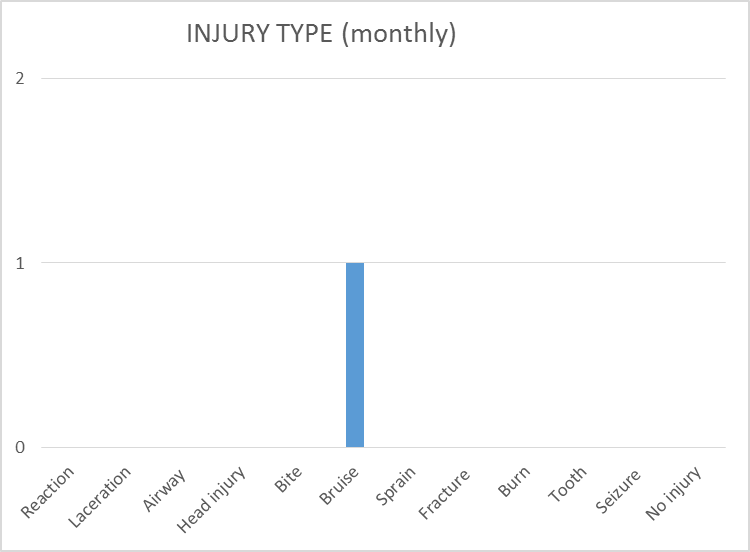 INJURY TYPE (monthly)
2
1
0
Reaction
Laceration
Airway
Head injury
Bite
Bruise
Sprain
Fracture
Burn
Tooth
Seizure
No injury